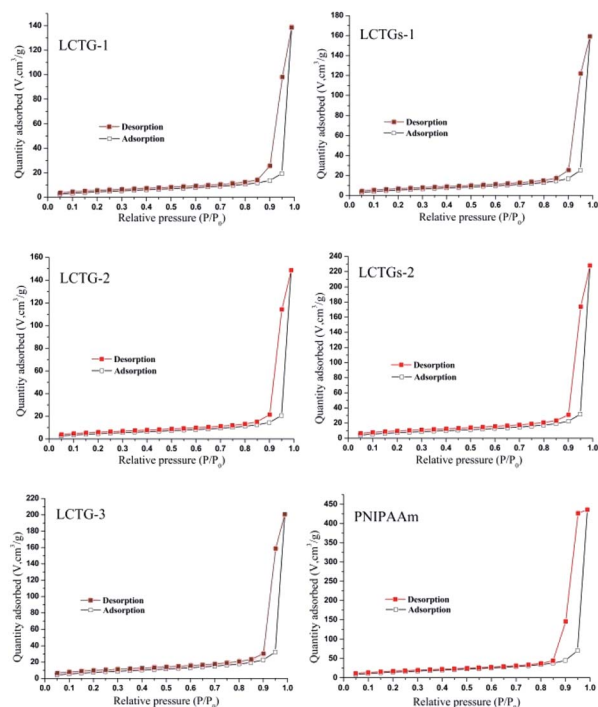 LCTG-1
Quantity adsorbed (V,cm³/g)
140
120
100
80
60
40
20
0
Desorption
Adsorption
0.0 0.1 0.2 0.3 0.4 0.5 0.6 0.7 0.8 0.9 1.0
Relative pressure (P/P₀)
LCTGs-1
Quantity adsorbed (V,cm³/g)
180
160
140
120
100
80
60
40
20
0
Desorption
Adsorption
0.0 0.1 0.2 0.3 0.4 0.5 0.6 0.7 0.8 0.9 1.0
Relative pressure (P/P₀)
LCTG-2
Quantity adsorbed (V,cm³/g)
160
140
120
100
80
60
40
20
0
Desorption
Adsorption
0.0 0.1 0.2 0.3 0.4 0.5 0.6 0.7 0.8 0.9 1.0
Relative pressure (P/P₀)
LCTGs-2
Quantity adsorbed (V,cm³/g)
240
220
200
180
160
140
120
100
80
60
40
20
0
Desorption
Adsorption
0.0 0.1 0.2 0.3 0.4 0.5 0.6 0.7 0.8 0.9 1.0
Relative pressure (P/P₀)
LCTG-3
Quantity adsorbed (V,cm³/g)
220
200
180
160
140
120
100
80
60
40
20
0
Desorption
Adsorption
0.0 0.1 0.2 0.3 0.4 0.5 0.6 0.7 0.8 0.9 1.0
Relative pressure (P/P₀)
PNIPAAm
Quantity adsorbed (V,cm³/g)
450
400
350
300
250
200
150
100
50
0
Desorption
Adsorption
0.0 0.1 0.2 0.3 0.4 0.5 0.6 0.7 0.8 0.9 1.0
Relative pressure (P/P₀)